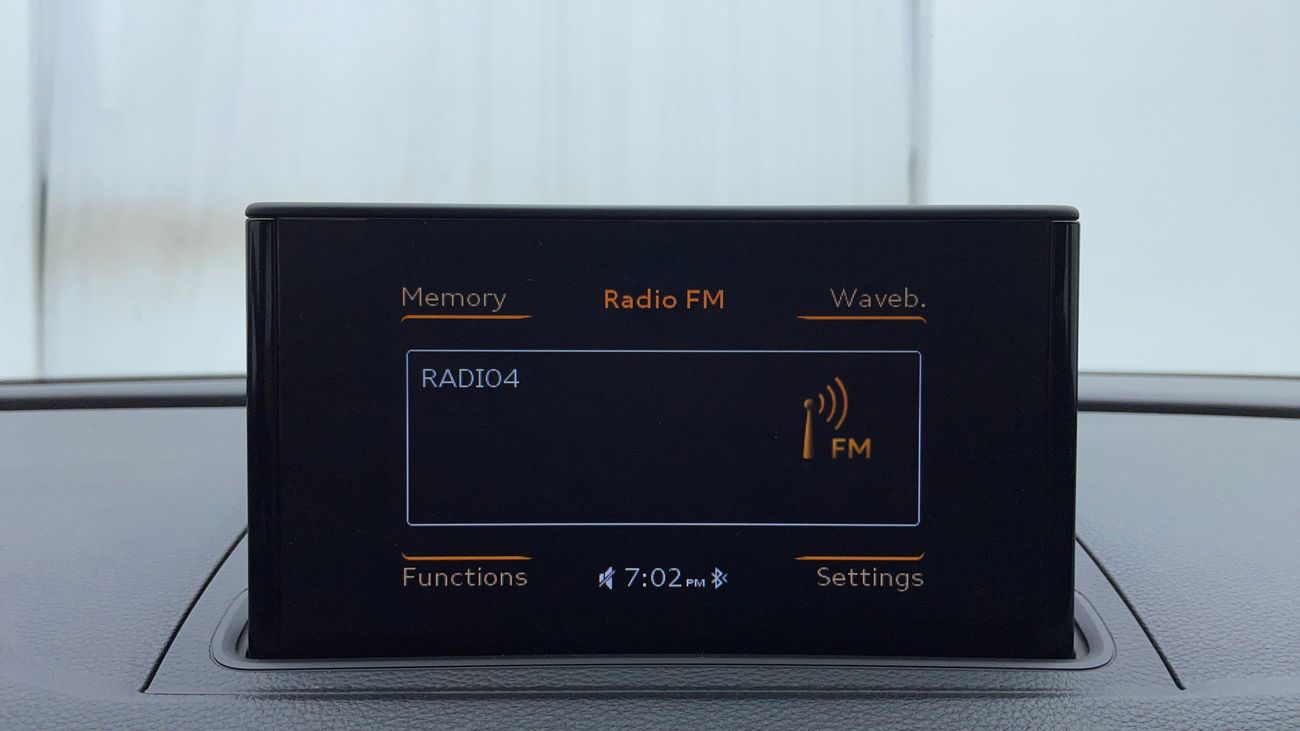 Memory Radio FM Waveb.
RADIO4
FM
Functions 7:02 PM Settings